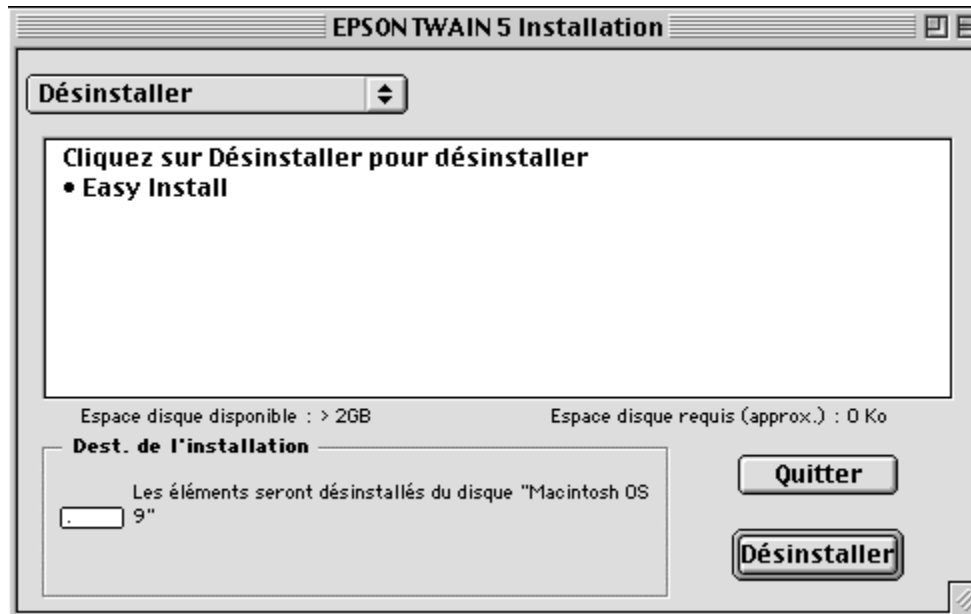 EPSON TWAIN 5 Installation
Désinstaller
Cliquez sur Désinstaller pour désinstaller
• Easy Install
Espace disque disponible : > 2GB
Espace disque requis (approx.) : 0 Ko
Dest. de l'installation
Les éléments seront désinstallés du disque "Macintosh OS
9"
Quitter
Désinstaller